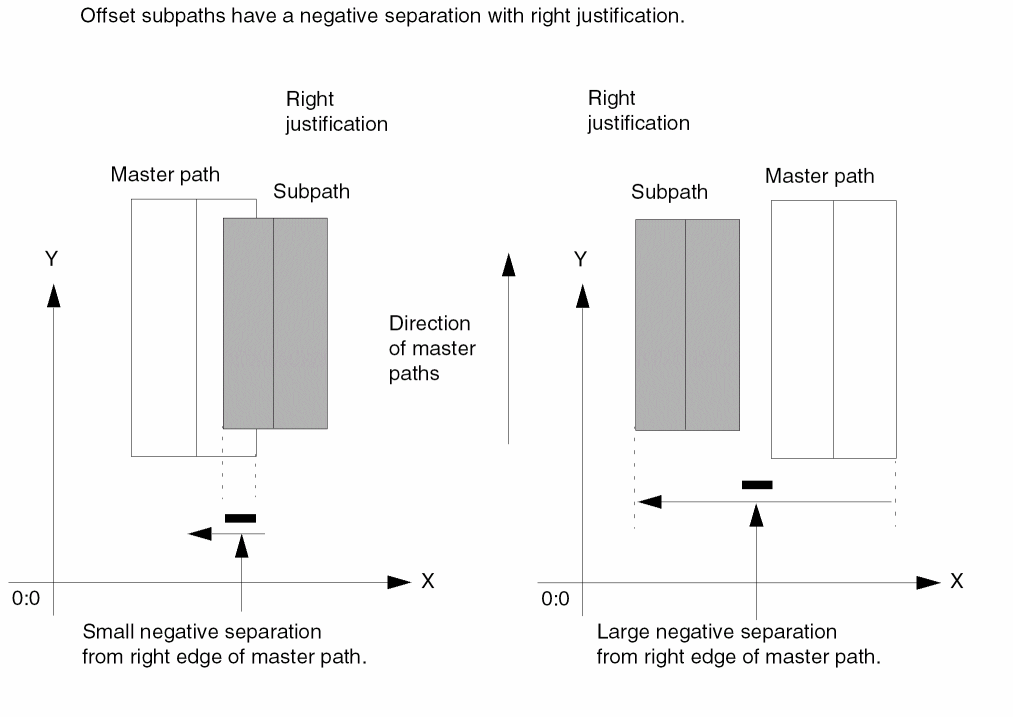 Offset subpaths have a negative separation with right justification.
Right
justification
Right
justification
Master path
Subpath
Subpath
Master path
Y
Y
Direction
of master
paths
X
X
0:0
0:0
Small negative separation
from right edge of master path.
Large negative separation
from right edge of master path.